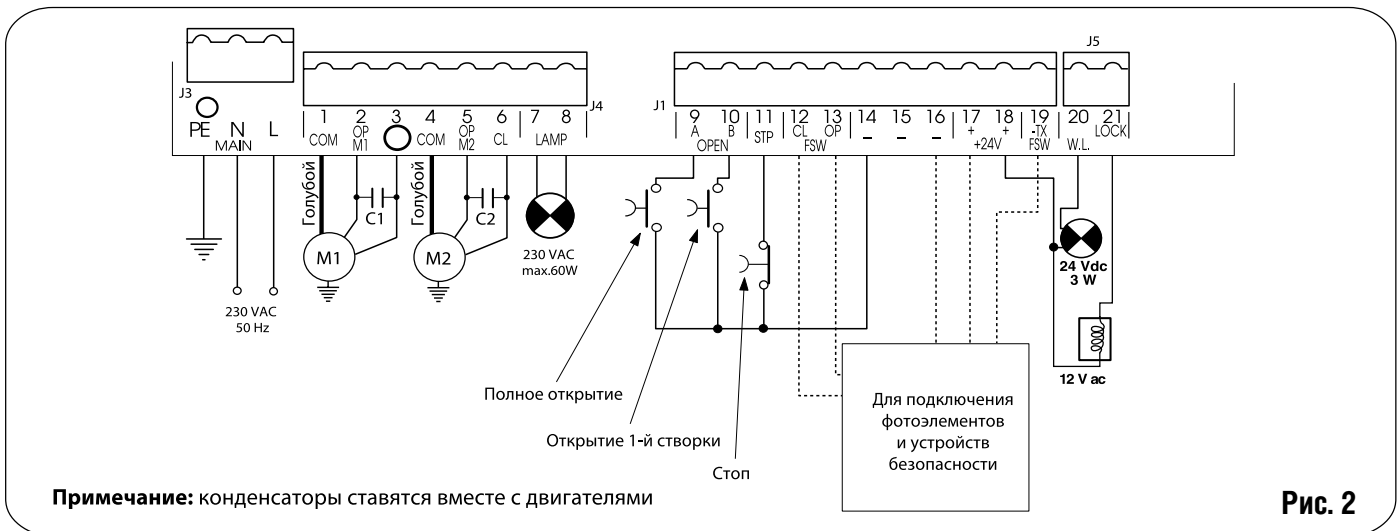 J3
PE N L
MAIN
1 2 3 4 5 6 7 8
COM OP M1 COM OP M2 CL LAMP
J4
J1
9 10 11 12 13 14 15 16 17 18 19
A B STP CL OP – – – + + -TX
OPEN FSW +24V FSW
J5
20 21
W.L. LOCK
Голубой
C1
Голубой
C2
M1
M2
230 VAC
50 Hz
230 VAC
max.60W
24 Vdc
3 W
12 V ac
Полное открытие
Открытие 1-й створки
Стоп
Для подключения
фотоэлементов
и устройств
безопасности
Примечание: конденсаторы ставятся вместе с двигателями
Рис. 2